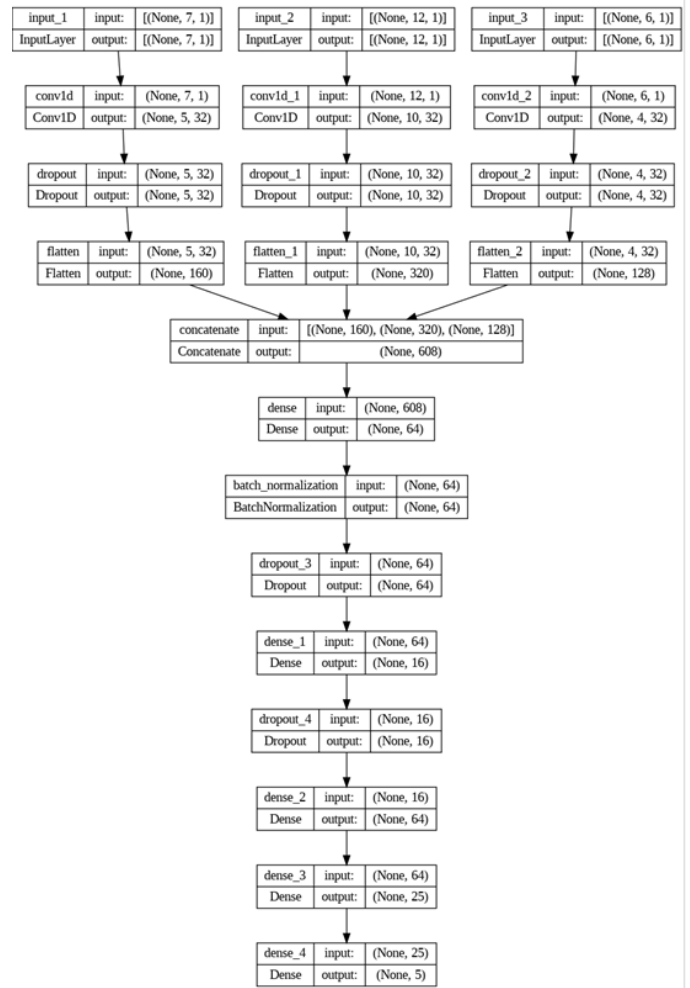 input_1 input: [(None, 7, 1)] input_2 input: [(None, 12, 1)] input_3 input: [(None, 6, 1)]
InputLayer output: [(None, 7, 1)] InputLayer output: [(None, 12, 1)] InputLayer output: [(None, 6, 1)]
conv1d input: (None, 7, 1) conv1d_1 input: (None, 12, 1) conv1d_2 input: (None, 6, 1)
Conv1D output: (None, 5, 32) Conv1D output: (None, 10, 32) Conv1D output: (None, 4, 32)
dropout input: (None, 5, 32) dropout_1 input: (None, 10, 32) dropout_2 input: (None, 4, 32)
Dropout output: (None, 5, 32) Dropout output: (None, 10, 32) Dropout output: (None, 4, 32)
flatten input: (None, 5, 32) flatten_1 input: (None, 10, 32) flatten_2 input: (None, 4, 32)
Flatten output: (None, 160) Flatten output: (None, 320) Flatten output: (None, 128)
concatenate input: [(None, 160), (None, 320), (None, 128)]
Concatenate output: (None, 608)
dense input: (None, 608)
Dense output: (None, 64)
batch_normalization input: (None, 64)
BatchNormalization output: (None, 64)
dropout_3 input: (None, 64)
Dropout output: (None, 64)
dense_1 input: (None, 64)
Dense output: (None, 16)
dropout_4 input: (None, 16)
Dropout output: (None, 16)
dense_2 input: (None, 16)
Dense output: (None, 64)
dense_3 input: (None, 64)
Dense output: (None, 25)
dense_4 input: (None, 25)
Dense output: (None, 5)